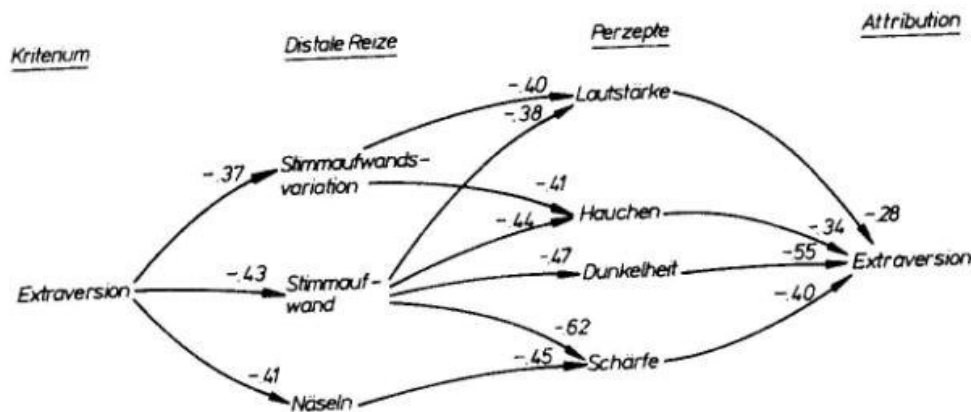 Kriterium
Distale Reize
Perzepte
Attribution
-.40
Lautstärke
-.38
-.37
Stimmaufwands-
variation
-.41
Hauchen
-.28
-.44
-.34
-.43
-.47
-.55
Extraversion
Stimmauf-
wand
Dunkelheit
Extraversion
-.62
-.40
-.41
-.45
Schärfe
Näseln